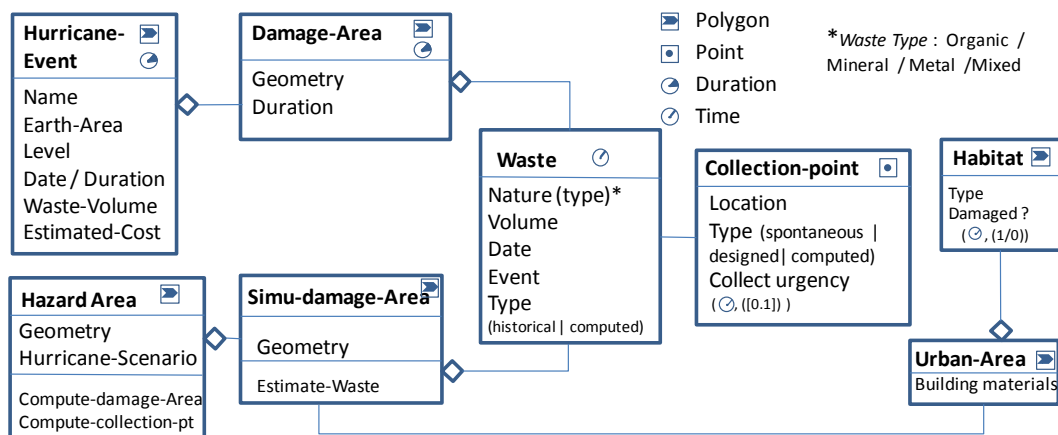 Hurricane-
Event
Name
Earth-Area
Level
Date / Duration
Waste-Volume
Estimated-Cost
Damage-Area
Geometry
Duration
Polygon
Point
Duration
Time
*Waste Type : Organic /
Mineral / Metal /Mixed
Waste
Nature (type)*
Volume
Date
Event
Type
(historical | computed)
Collection-point
Location
Type (spontaneous |
designed| computed)
Collect urgency
( , ([0.1]) )
Habitat
Type
Damaged ?
( , (1/0))
Hazard Area
Geometry
Hurricane-Scenario
Compute-damage-Area
Compute-collection-pt
Simu-damage-Area
Geometry
Estimate-Waste
Urban-Area
Building materials